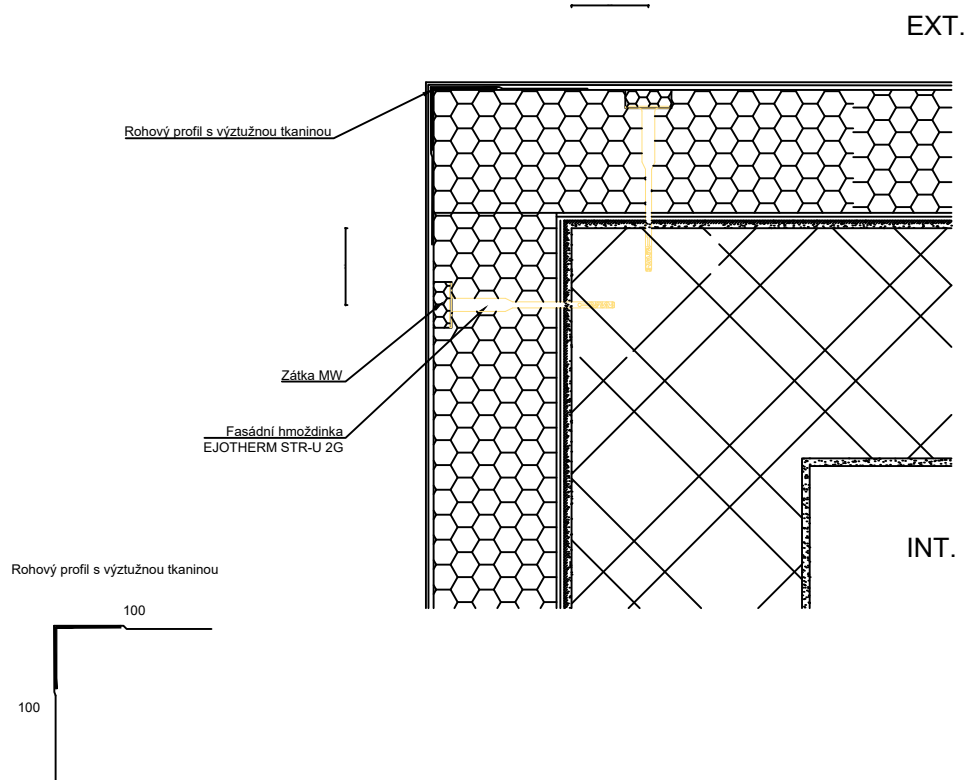 EXT.
Rohový profil s výztužnou tkaninou
Zátka MW
Fasádní hmoždinka
EJOTHERM STR-U 2G
INT.
Rohový profil s výztužnou tkaninou
100
100